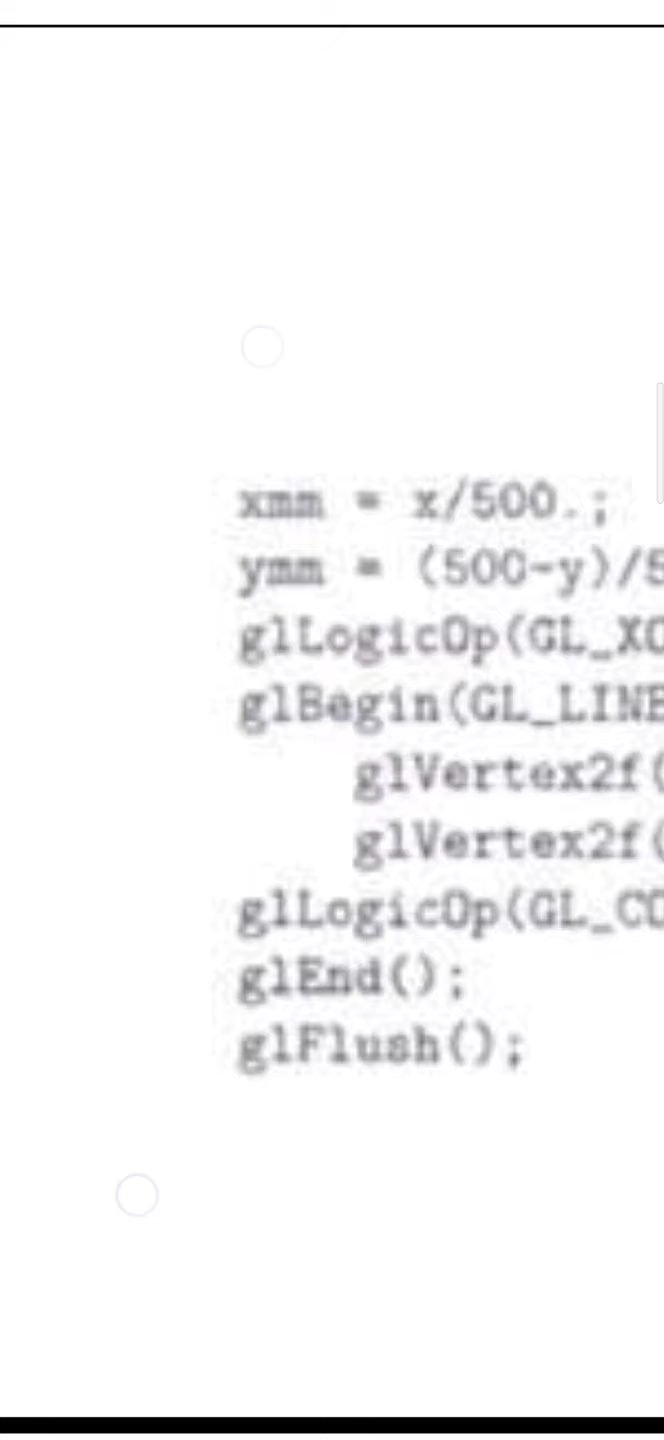 xmm = x/500.;
ymm = (500-y)/5
glLogicOp(GL_XO
glBegin(GL_LINE
glVertex2f(
glVertex2f(
glLogicOp(GL_CO
glEnd();
glFlush();